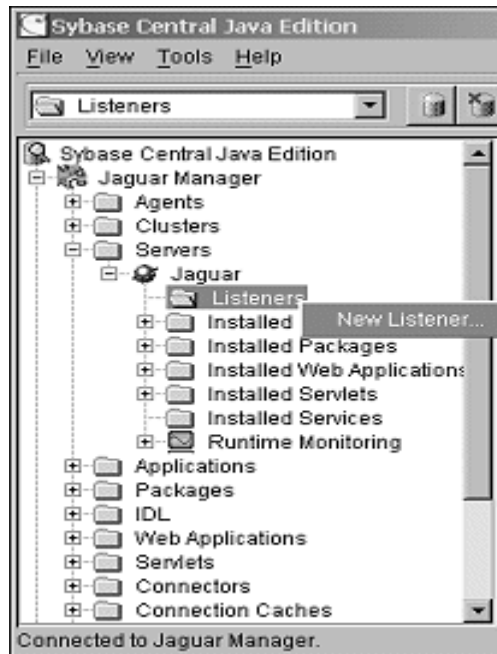 Sybase Central Java Edition
File View Tools Help
Listeners
Sybase Central Java Edition
Jaguar Manager
Agents
Clusters
Servers
Jaguar
Listeners
New Listener...
Installed
Installed Packages
Installed Web Applications
Installed Servlets
Installed Services
Runtime Monitoring
Applications
Packages
IDL
Web Applications
Servlets
Connectors
Connection Caches
Connected to Jaguar Manager.